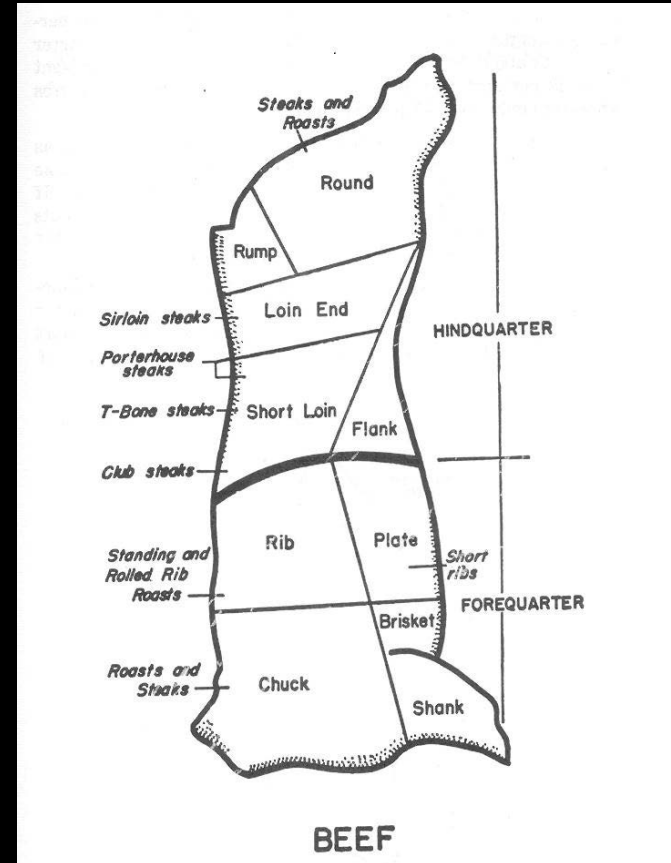 Steaks and
Roasts
Round
Rump
Loin End
Sirloin steaks
HINDQUARTER
Porterhouse
steaks
T-Bone steaks
Short Loin
Flank
Club steaks
Rib
Plate
Standing and
Rolled Rib
Roasts
Short
ribs
FOREQUARTER
Brisket
Roasts and
Steaks
Chuck
Shank
BEEF